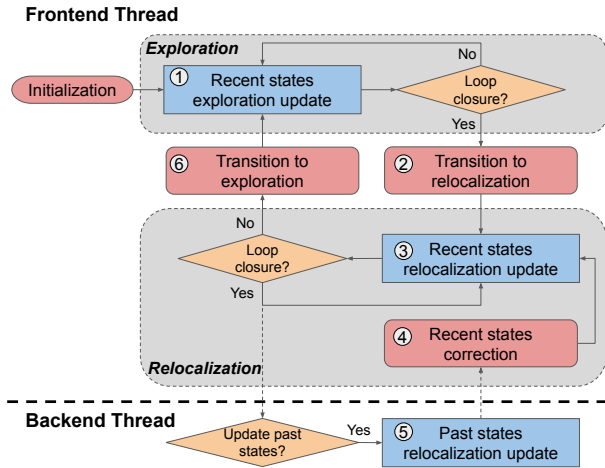 Frontend Thread
Exploration
Initialization
1 Recent states
exploration update
No
Loop
closure?
Yes
6 Transition to
exploration
2 Transition to
relocalization
No
Loop
closure?
Yes
3 Recent states
relocalization update
4 Recent states
correction
Relocalization
Backend Thread
Update past
states?
Yes
5 Past states
relocalization update